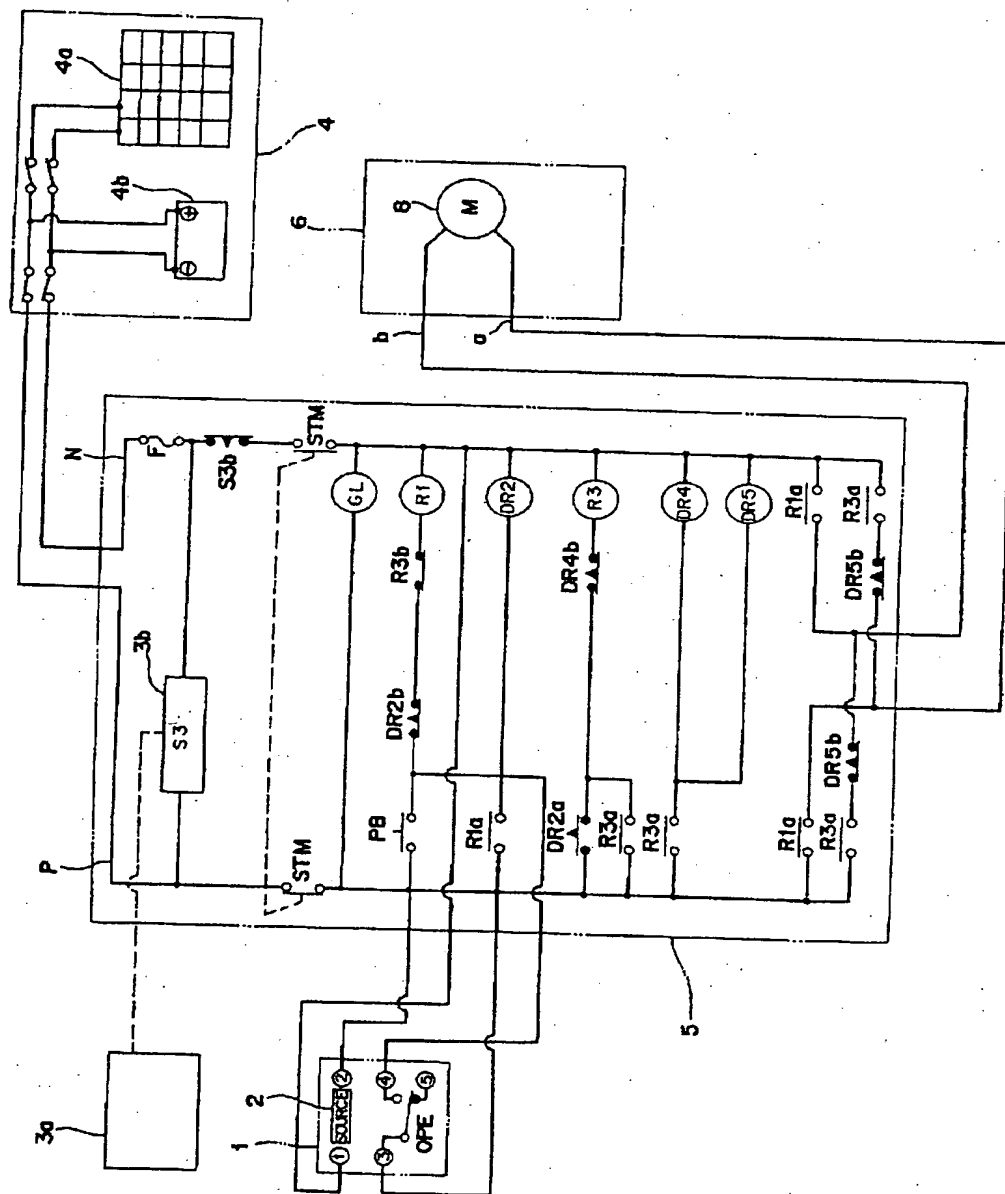 4a
4b
4
6
8
M
b
a
N
F
S3b
STM
GL
R1
DR2
R3
DR4
DR5
R1a
R3a
R3b
DR4b
DR5b
3b
S3
DR2b
P
STM
PB
R1a
DR2a
R3a
R3a
R1a
R3a
DR5b
5
3a
1
2
① SOURCE ②
③ ④
OPE ⑤
⊕
⊖